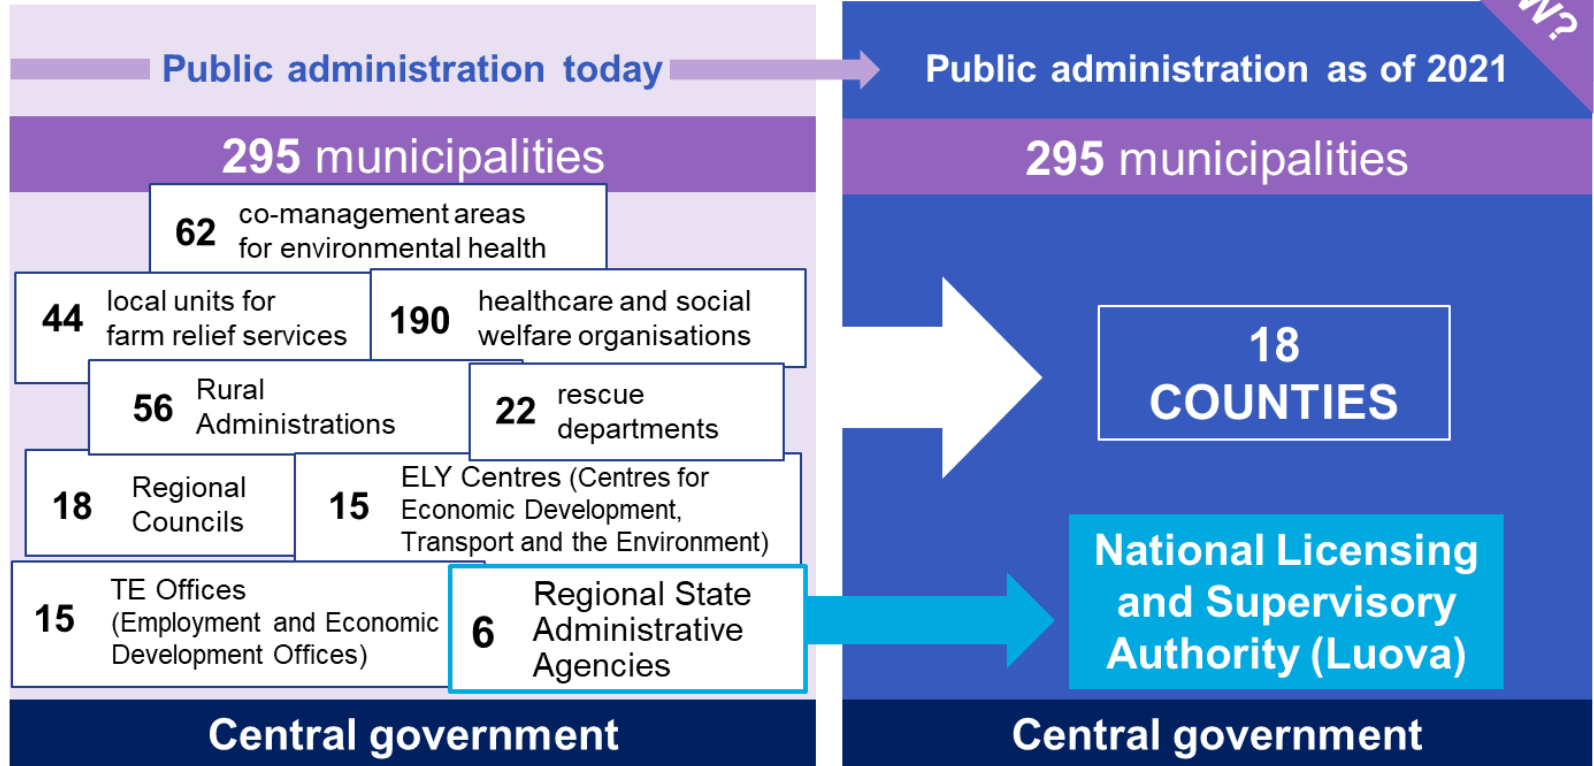 Public administration today
Public administration as of 2021
W?
295 municipalities
295 municipalities
62 co-management areas
for environmental health
44 local units for
farm relief services
190 healthcare and social
welfare organisations
56 Rural
Administrations
22 rescue
departments
18 Regional
Councils
15 ELY Centres (Centres for
Economic Development,
Transport and the Environment)
15 TE Offices
(Employment and Economic
Development Offices)
6 Regional State
Administrative
Agencies
18
COUNTIES
National Licensing
and Supervisory
Authority (Luova)
Central government
Central government